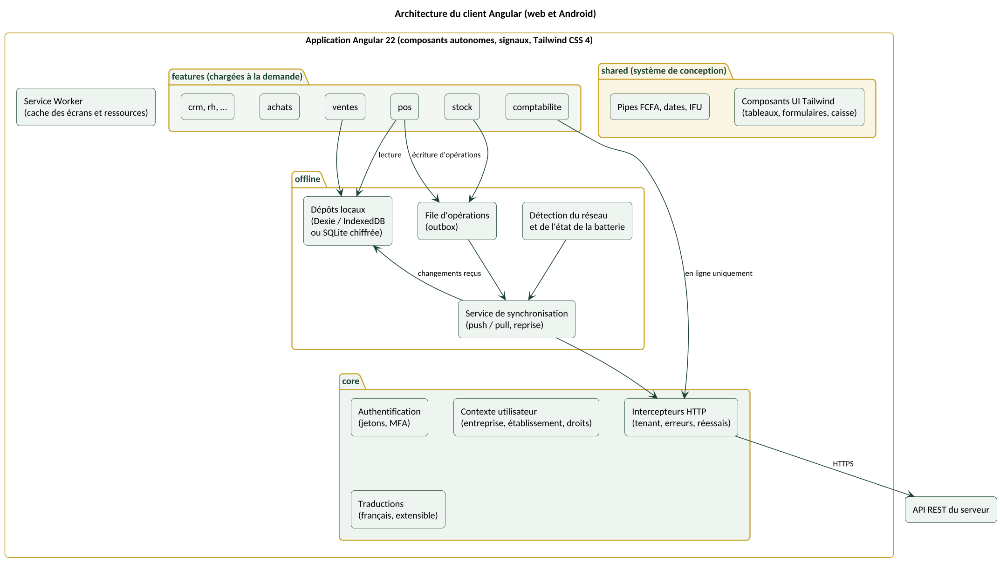 Architecture du client Angular (web et Android)
Application Angular 22 (composants autonomes, signaux, Tailwind CSS 4)
Service Worker
(cache des écrans et ressources)
features (chargées à la demande)
crm, rh, ...
achats
ventes
pos
stock
comptabilite
shared (système de conception)
Pipes FCFA, dates, IFU
Composants UI Tailwind
(tableaux, formulaires, caisse)
lecture
écriture d'opérations
offline
Dépôts locaux
(Dexie / IndexedDB
ou SQLite chiffrée)
File d'opérations
(outbox)
Détection du réseau
et de l'état de la batterie
changements reçus
en ligne uniquement
Service de synchronisation
(push / pull, reprise)
core
Authentification
(jetons, MFA)
Contexte utilisateur
(entreprise, établissement, droits)
Intercepteurs HTTP
(tenant, erreurs, réessais)
HTTPS
Traductions
(français, extensible)
API REST du serveur